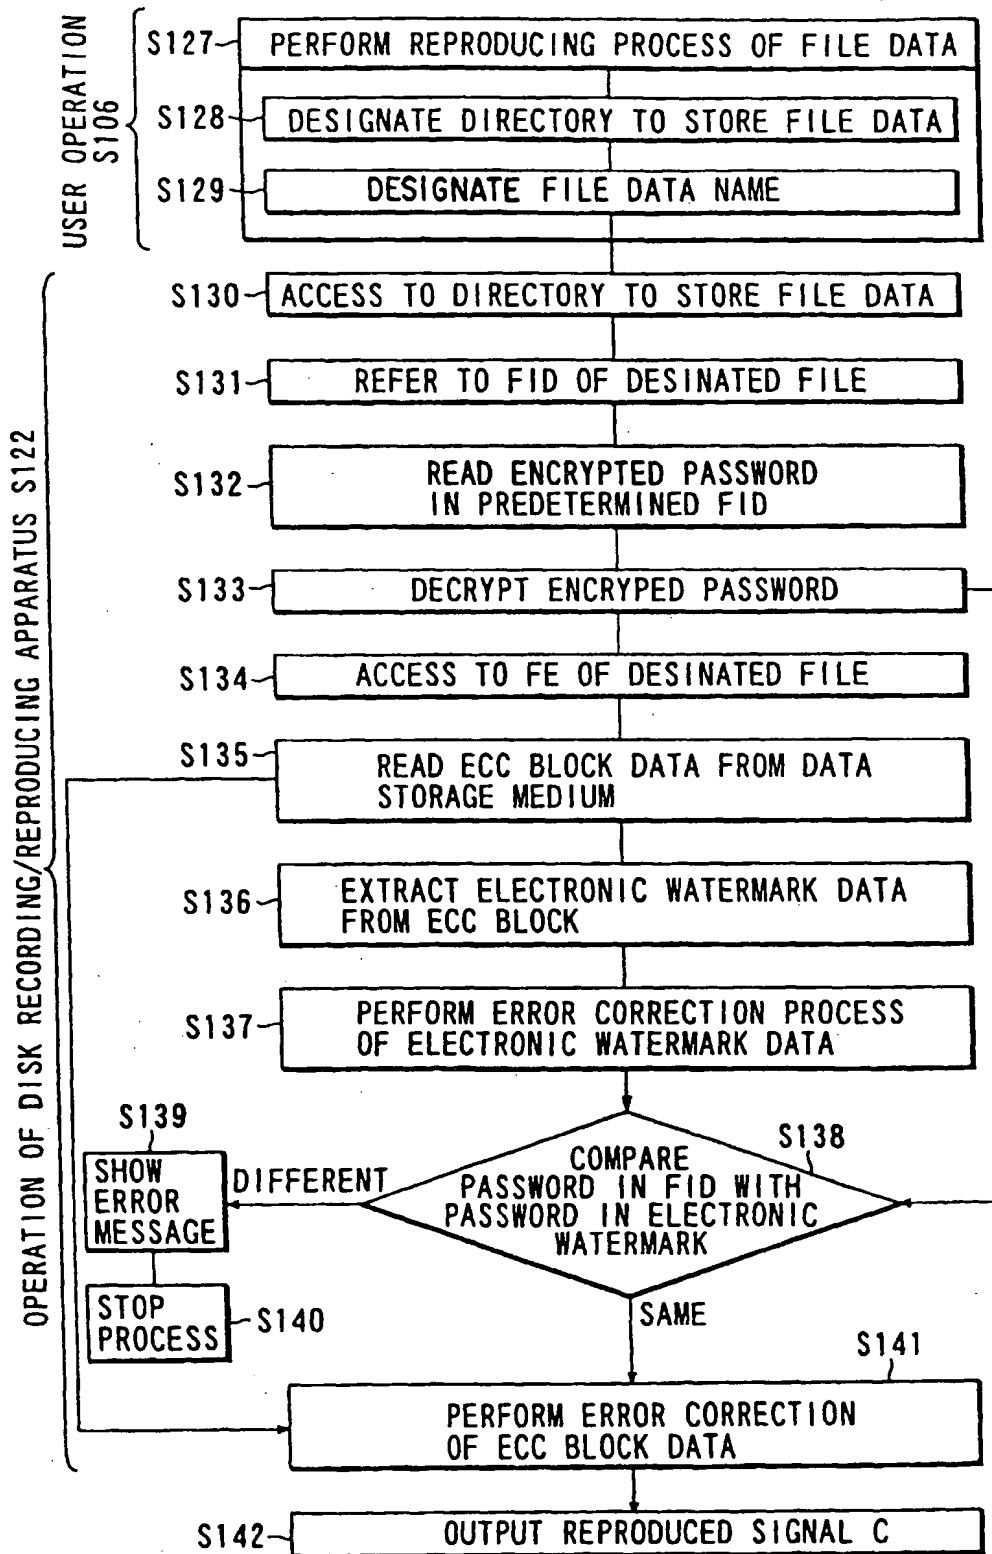 USER OPERATION
S106
S127
PERFORM REPRODUCING PROCESS OF FILE DATA
S128
DESIGNATE DIRECTORY TO STORE FILE DATA
S129
DESIGNATE FILE DATA NAME
OPERATION OF DISK RECORDING/REPRODUCING APPARATUS S122
S130
ACCESS TO DIRECTORY TO STORE FILE DATA
S131
REFER TO FID OF DESINATED FILE
S132
READ ENCRYPTED PASSWORD
IN PREDETERMINED FID
S133
DECRYPT ENCRYPED PASSWORD
S134
ACCESS TO FE OF DESINATED FILE
S135
READ ECC BLOCK DATA FROM DATA
STORAGE MEDIUM
S136
EXTRACT ELECTRONIC WATERMARK DATA
FROM ECC BLOCK
S137
PERFORM ERROR CORRECTION PROCESS
OF ELECTRONIC WATERMARK DATA
S138
COMPARE
PASSWORD IN FID WITH
PASSWORD IN ELECTRONIC
WATERMARK
DIFFERENT
S139
SHOW
ERROR
MESSAGE
STOP
PROCESS
S140
SAME
S141
PERFORM ERROR CORRECTION
OF ECC BLOCK DATA
S142
OUTPUT REPRODUCED SIGNAL C